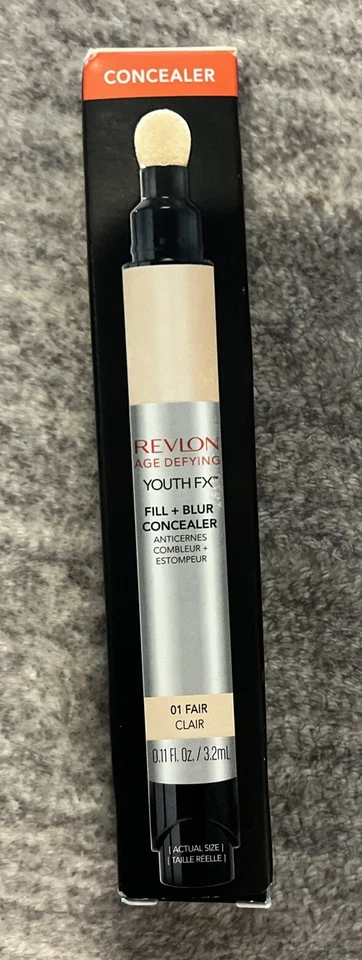 CONCEALER
REVLON
AGE DEFYING
YOUTH FX™
FILL + BLUR
CONCEALER
ANTICERNES
COMBLEUR +
ESTOMPEUR
01 FAIR
CLAIR
0.11 Fl. Oz. / 3.2mL
[ ACTUAL SIZE ]
[ TAILLE RÉELLE ]